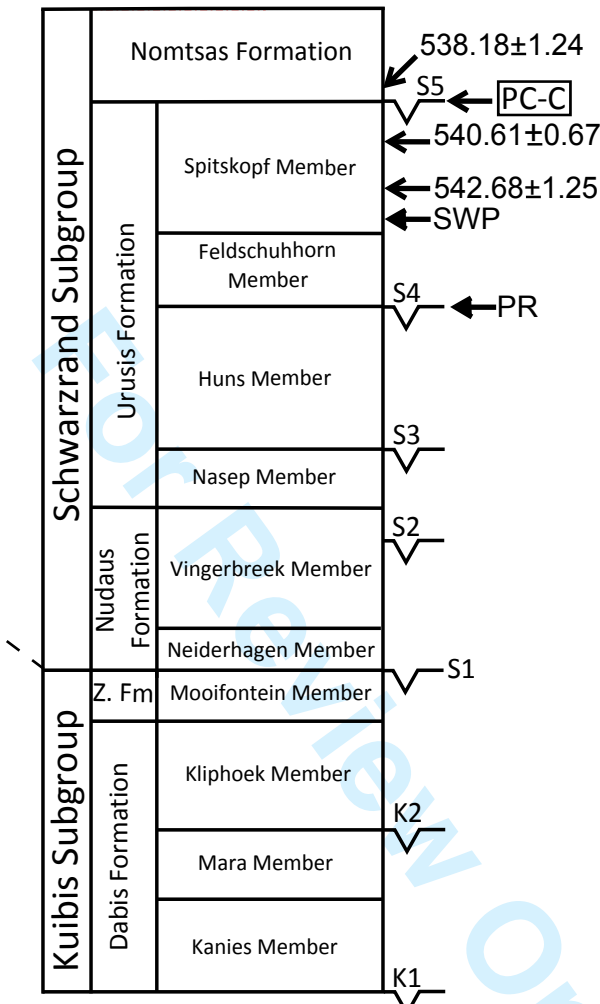 Nomtsas Formation
538.18±1.24
S5
PC-C
540.61±0.67
Spitskopf Member
542.68±1.25
SWP
Feldschuhhorn
Member
S4
PR
Huns Member
S3
Nasep Member
S2
Vingerbreek Member
Neiderhagen Member
S1
Z. Fm
Mooifontein Member
Kliphoek Member
K2
Mara Member
Kanies Member
K1
Schwarzrand Subgroup
Urusis Formation
Nudaus
Formation
Kuibis Subgroup
Dabis Formation
For Review On